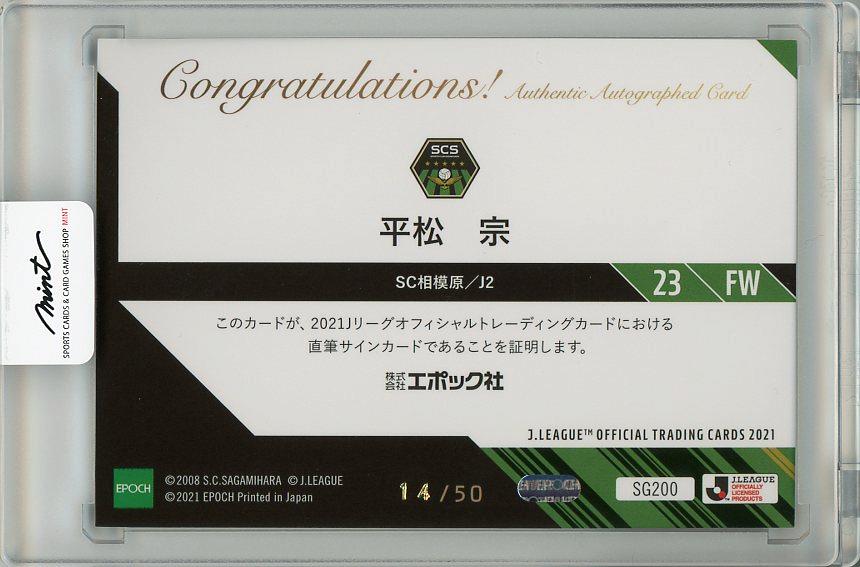 Congratulations! Authentic Autographed Card
SCS
平松 宗
SC相模原／J2
23 FW
このカードが、2021Jリーグオフィシャルトレーディングカードにおける
直筆サインカードであることを証明します。
株式会社エポック社
J.LEAGUE™ OFFICIAL TRADING CARDS 2021
EPOCH
©2008 S.C.SAGAMIHARA ©J.LEAGUE
©2021 EPOCH Printed in Japan
14/50
SG200
J.LEAGUE
OFFICIALLY
LICENSED
PRODUCTS
mint
SPORTS CARDS & CARD GAMES SHOP MINT